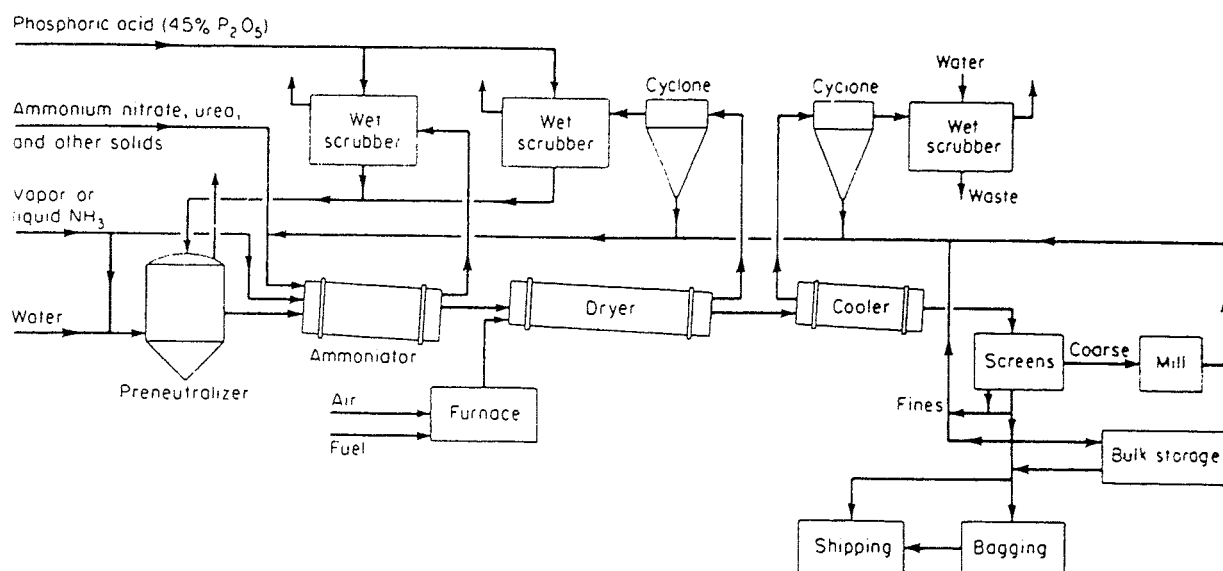 Phosphoric acid (45% P₂O₅)
Ammonium nitrate, urea,
and other solids
Vapor or
liquid NH₃
Water
Preneutralizer
Wet
scrubber
Wet
scrubber
Cyclone
Cyclone
Water
Wet
scrubber
Waste
Ammoniator
Dryer
Cooler
Air
Fuel
Furnace
Screens
Coarse
Mill
Fines
Bulk storage
Shipping
Bagging